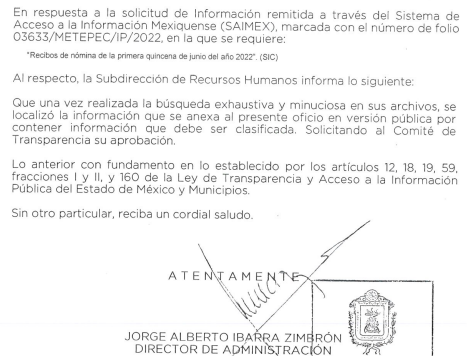 En respuesta a la solicitud de Información remitida a través del Sistema de
Acceso a la Información Mexiquense (SAIMEX), marcada con el número de folio
03633/METEPEC/IP/2022, en la que se requiere:
"Recibos de nómina de la primera quincena de junio del año 2022". (SIC)
Al respecto, la Subdirección de Recursos Humanos informa lo siguiente:
Que una vez realizada la búsqueda exhaustiva y minuciosa en sus archivos, se
localizó la información que se anexa al presente oficio en versión pública por
contener información que debe ser clasificada. Solicitando al Comité de
Transparencia su aprobación.
Lo anterior con fundamento en lo establecido por los artículos 12, 18, 19, 59,
fracciones I y II, y 160 de la Ley de Transparencia y Acceso a la Información
Pública del Estado de México y Municipios.
Sin otro particular, reciba un cordial saludo.
ATENTAMENTE
JORGE ALBERTO IBARRA ZIMBRÓN
DIRECTOR DE ADMINISTRACIÓN